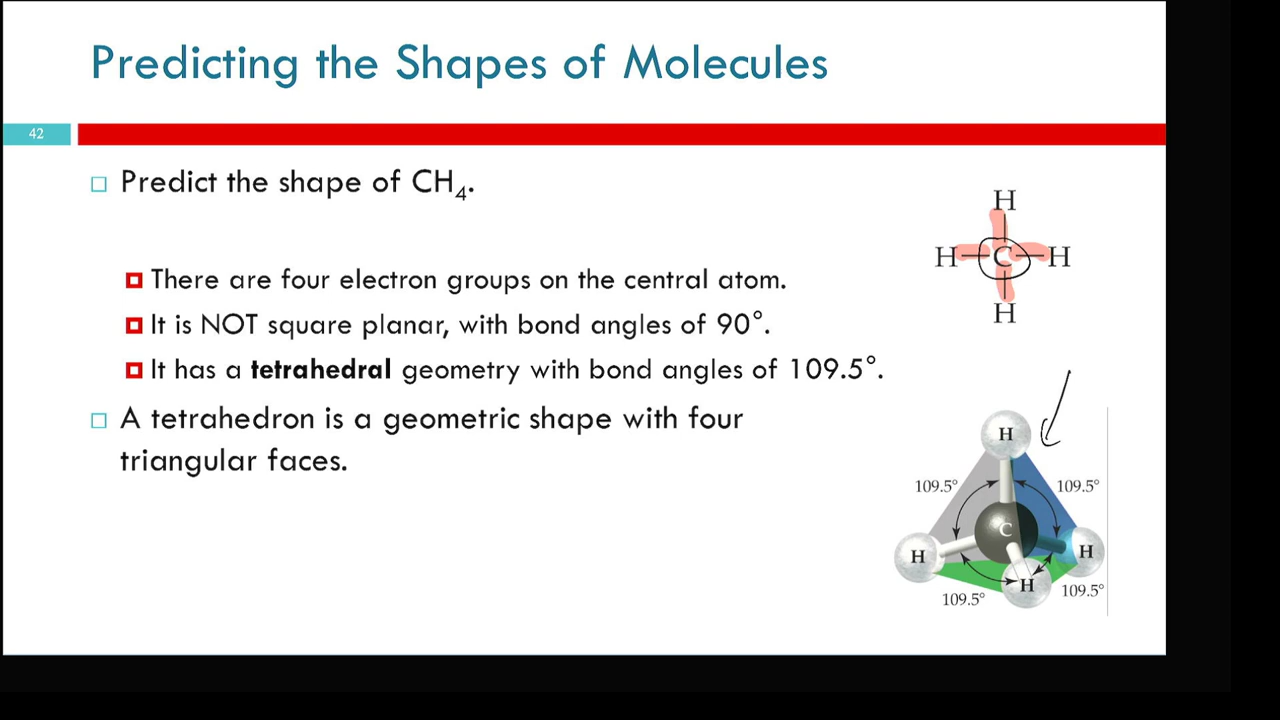 Predicting the Shapes of Molecules
42
Predict the shape of CH₄.
There are four electron groups on the central atom.
It is NOT square planar, with bond angles of 90°.
It has a tetrahedral geometry with bond angles of 109.5°.
A tetrahedron is a geometric shape with four
triangular faces.
H
H C H
H
H
109.5° 109.5°
C
H H
H
109.5° 109.5°